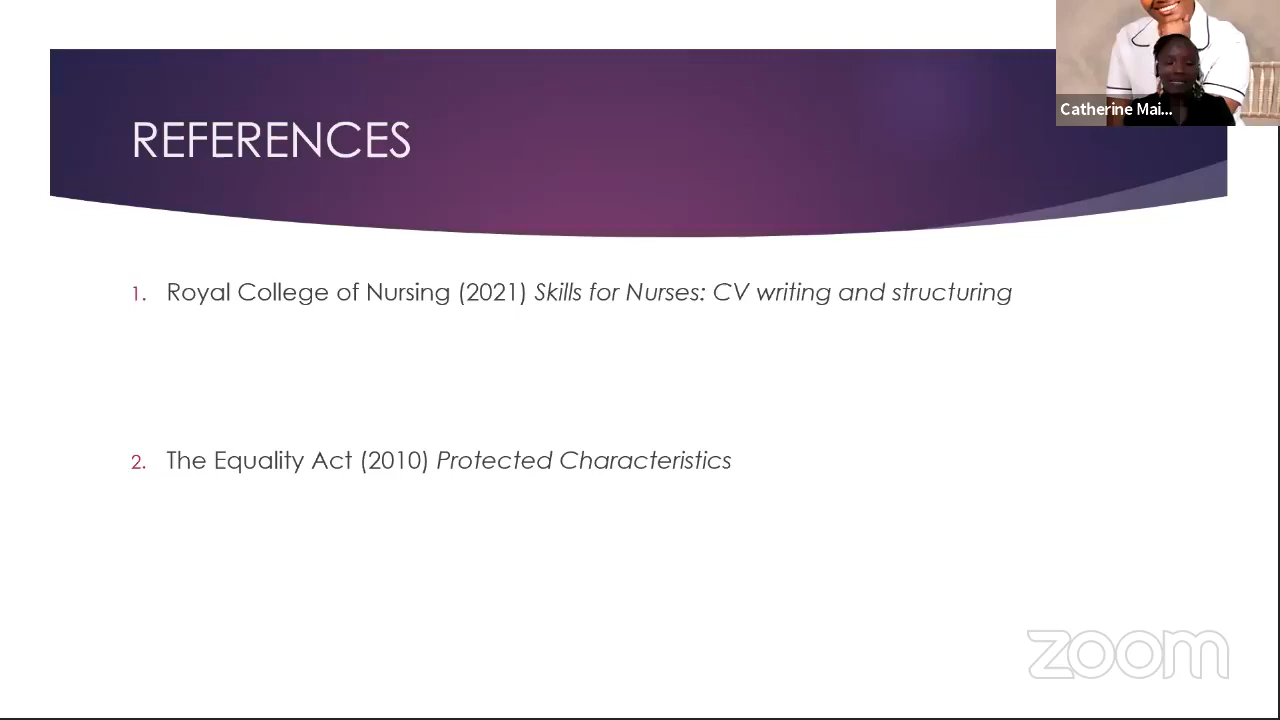 Catherine Mai...
REFERENCES
1. Royal College of Nursing (2021) Skills for Nurses: CV writing and structuring
2. The Equality Act (2010) Protected Characteristics
zoom